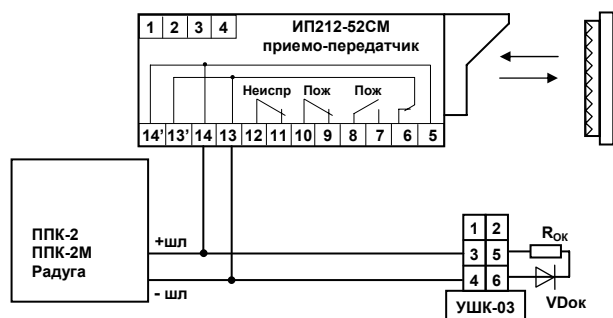 1 2 3 4
ИП212-52СМ
приемо-передатчик
Неиспр Пож Пож
14' 13' 14 13 12 11 10 9 8 7 6 5
ППК-2
ППК-2М
Радуга
+шл
- шл
1 2
3 5
4 6
УШК-03
Rок
VDок